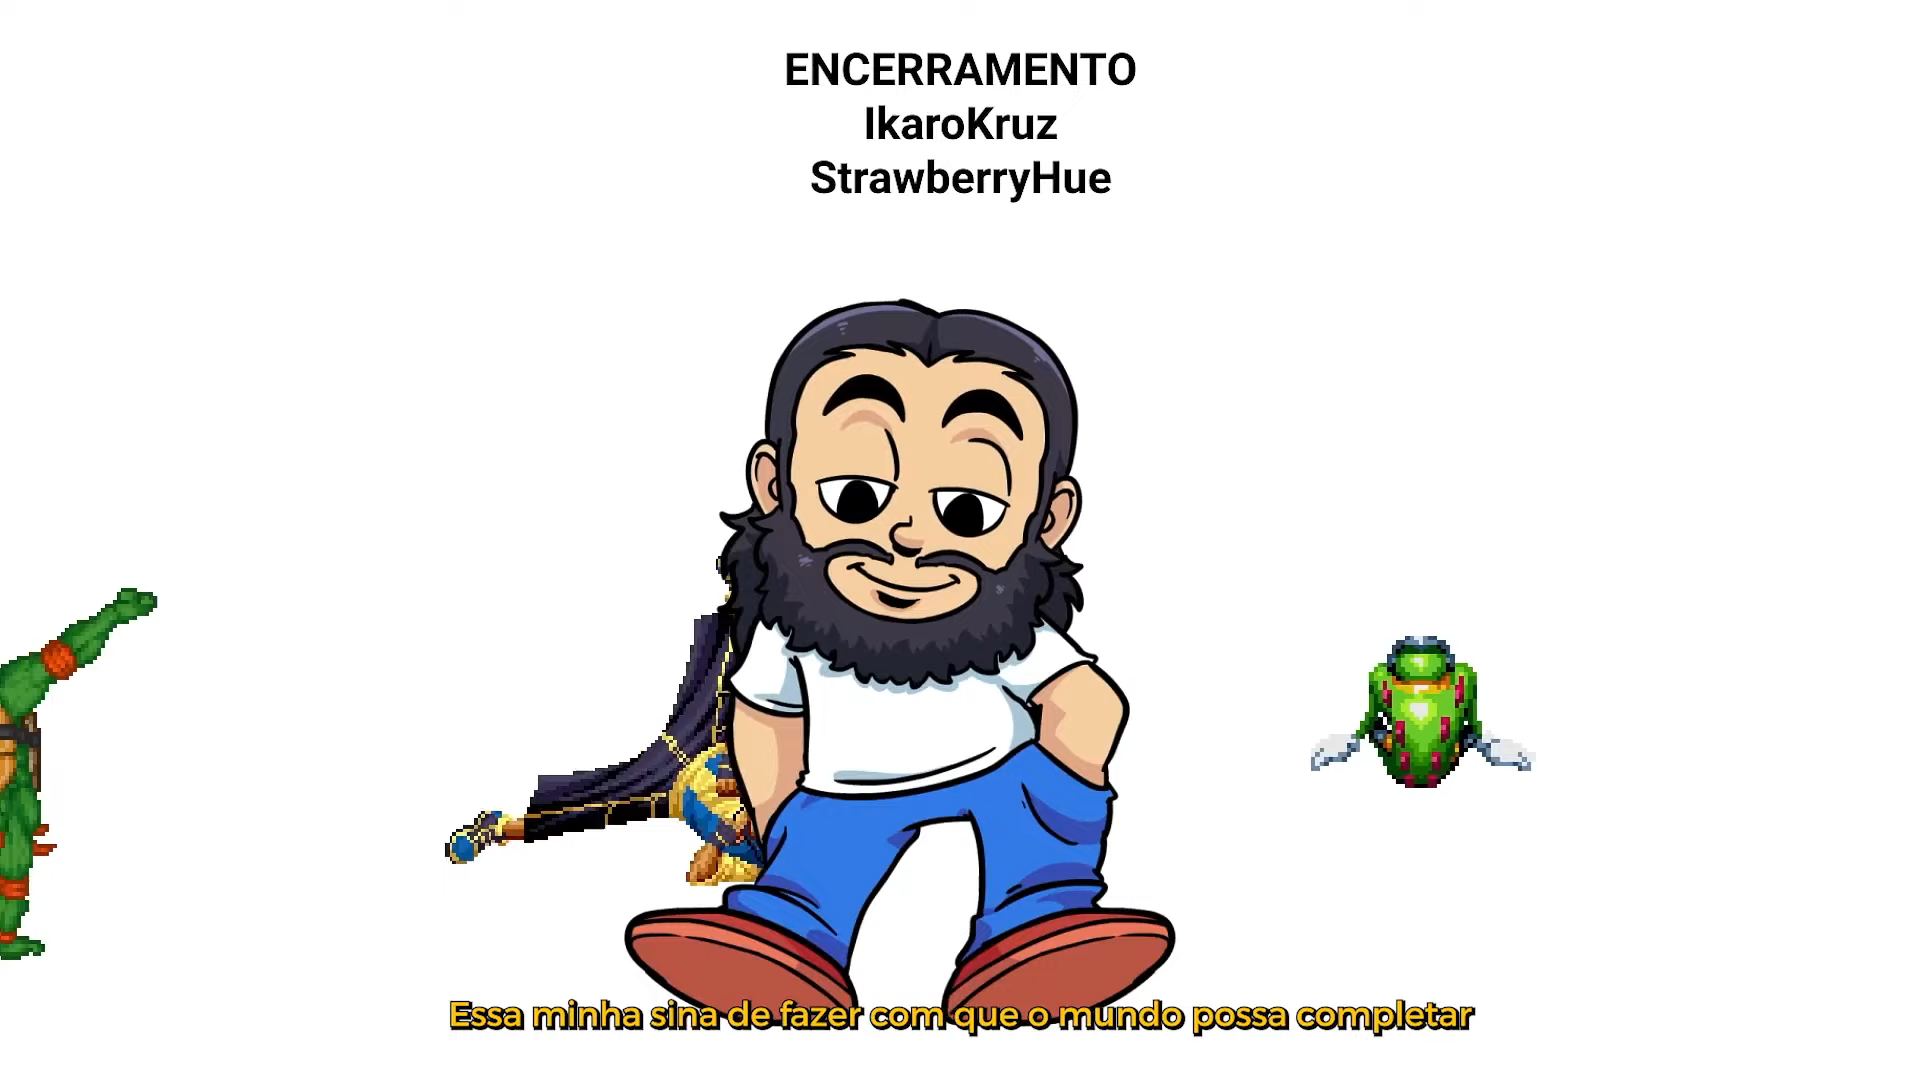 ENCERRAMENTO
IkaroKruz
StrawberryHue
Essa minha sina de fazer com que o mundo possa completar